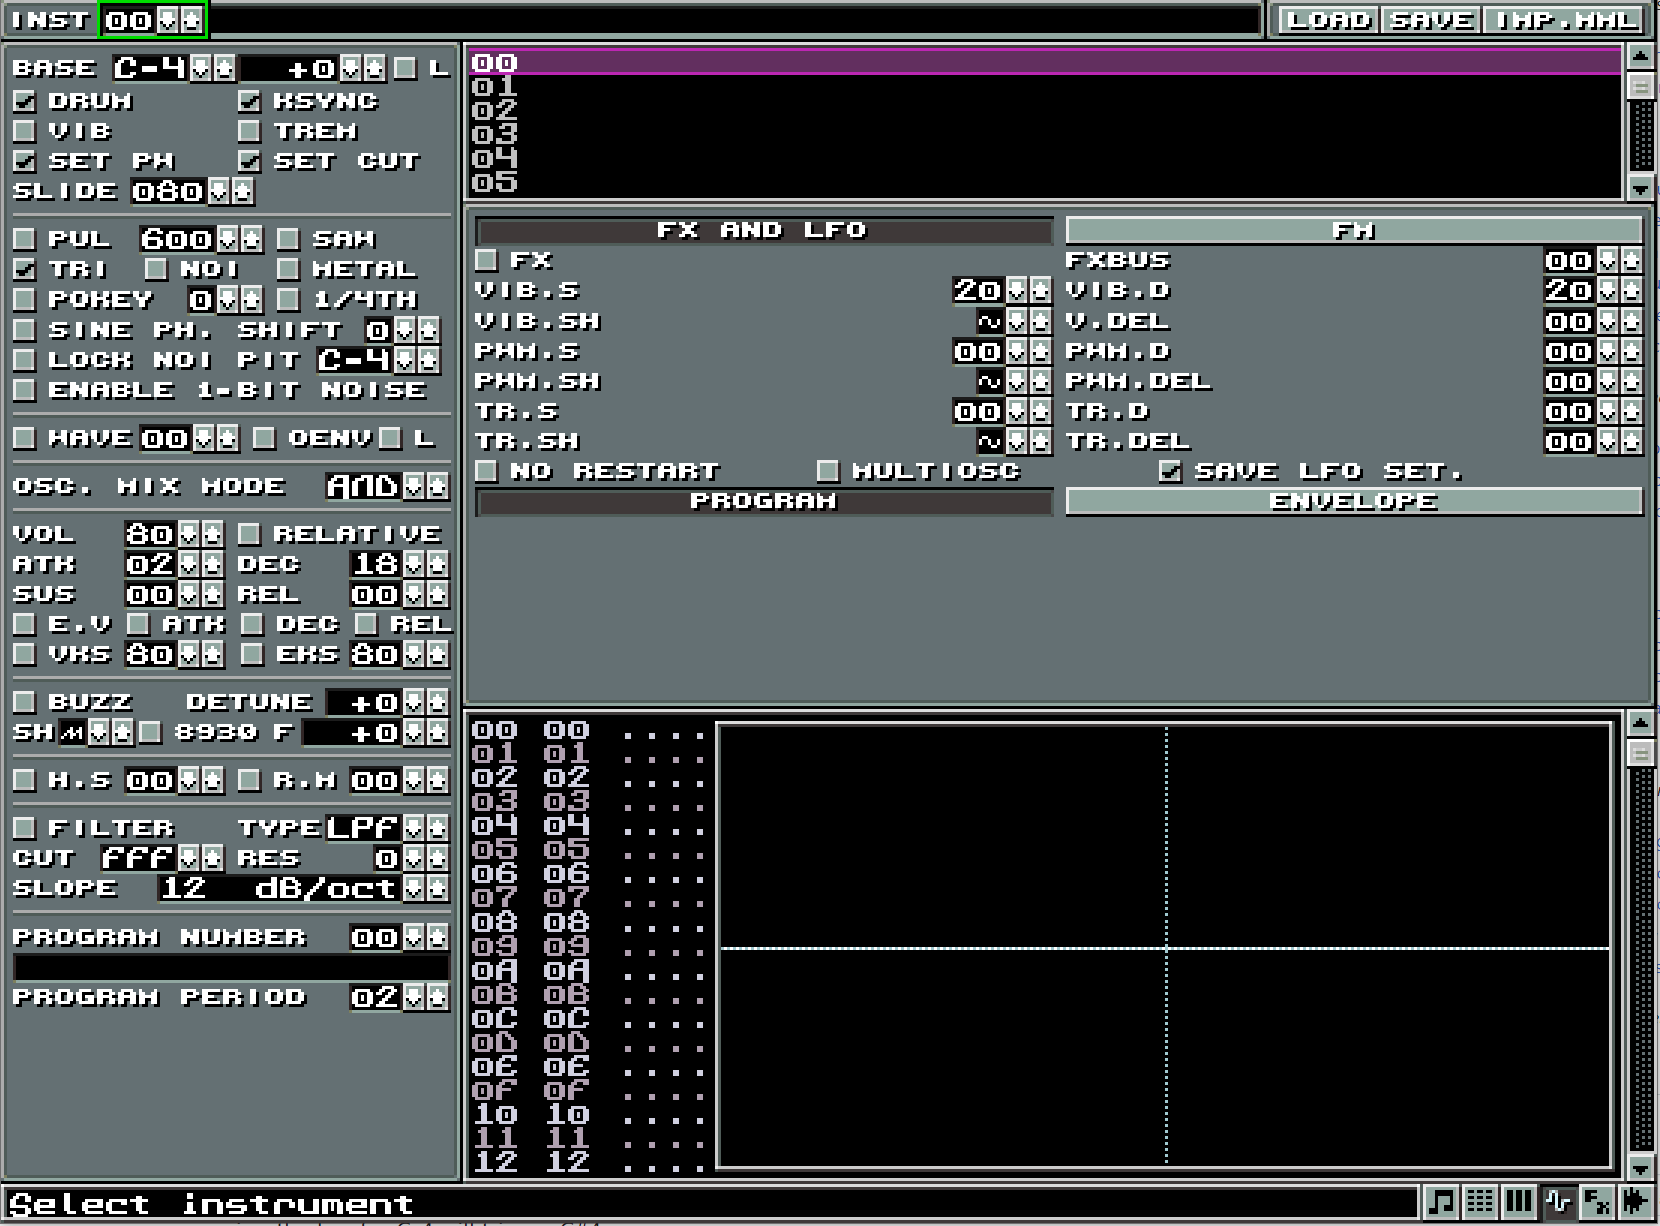 INST 00 LOAD SAVE IMP.WWL
BASE C-4 +0 L
DRUM KSYNC
VIB TREM
SET PW SET CUT
SLIDE 080
PUL 600 SAW
TRI NOI METAL
POKEY 0 1/4TH
SINE PH. SHIFT 0
LOCK NOI PIT C-4
ENABLE 1-BIT NOISE
WAVE 00 OENV L
OSC. MIX MODE AND
VOL 80 RELATIVE
ATK 02 DEC 18
SUS 00 REL 00
E.V ATK DEC REL
VKS 80 EKS 80
BUZZ DETUNE +0
SH 8930 F +0
H.S 00 R.M 00
FILTER TYPE LPf
CUT fff RES 0
SLOPE 12 dB/oct
PROGRAM NUMBER 00
PROGRAM PERIOD 02
00
01
02
03
04
05
FX AND LFO FM
FX FXBUS 00
VIB.S 20 VIB.D 20
VIB.SH ~ V.DEL 00
PWM.S 00 PWM.D 00
PWM.SH ~ PWM.DEL 00
TR.S 00 TR.D 00
TR.SH ~ TR.DEL 00
NO RESTART MULTIOSC SAVE LFO SET.
PROGRAM ENVELOPE
00 00 ....
01 01 ....
02 02 ....
03 03 ....
04 04 ....
05 05 ....
06 06 ....
07 07 ....
08 08 ....
09 09 ....
0A 0A ....
0B 0B ....
0C 0C ....
0D 0D ....
0E 0E ....
0F 0F ....
10 10 ....
11 11 ....
12 12 ....
Select instrument